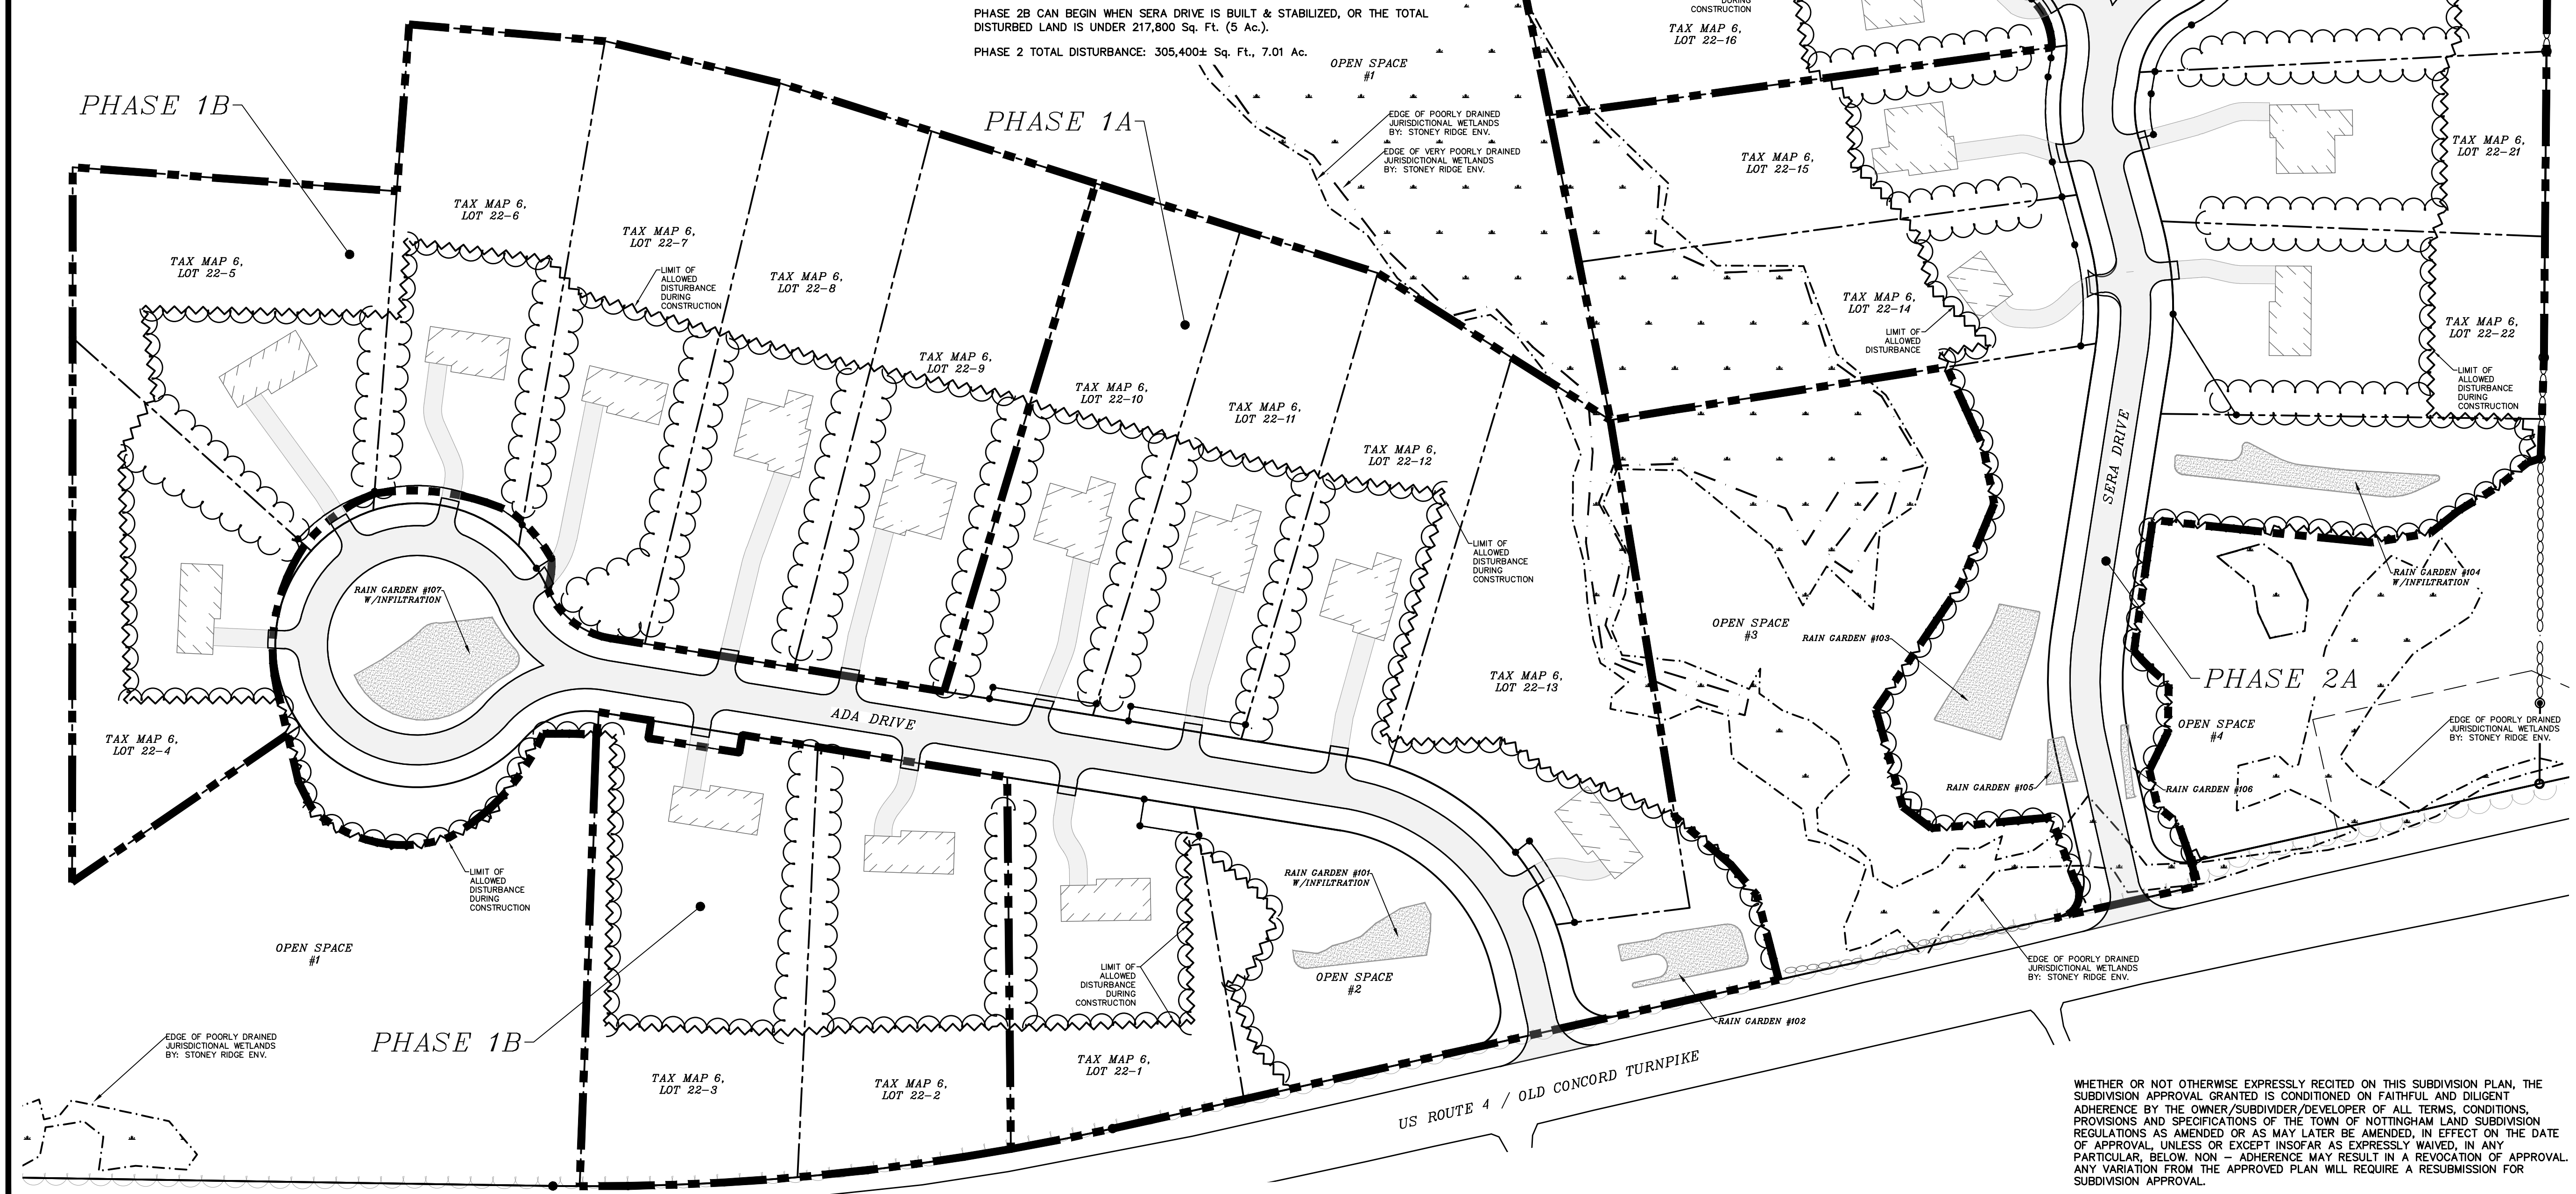 PHASE 2B CAN BEGIN WHEN SERA DRIVE IS BUILT & STABILIZED, OR THE TOTAL
DISTURBED LAND IS UNDER 217,800 Sq. Ft. (5 Ac.).
PHASE 2 TOTAL DISTURBANCE: 305,400± Sq. Ft., 7.01 Ac.
DURING
CONSTRUCTION
TAX MAP 6,
LOT 22-16
OPEN SPACE
#1
PHASE 1B
PHASE 1A
EDGE OF POORLY DRAINED
JURISDICTIONAL WETLANDS
BY: STONEY RIDGE ENV.
EDGE OF VERY POORLY DRAINED
JURISDICTIONAL WETLANDS
BY: STONEY RIDGE ENV.
TAX MAP 6,
LOT 22-15
TAX MAP 6,
LOT 22-21
TAX MAP 6,
LOT 22-6
TAX MAP 6,
LOT 22-7
TAX MAP 6,
LOT 22-5
LIMIT OF
ALLOWED
DISTURBANCE
DURING
CONSTRUCTION
TAX MAP 6,
LOT 22-8
TAX MAP 6,
LOT 22-14
LIMIT OF
ALLOWED
DISTURBANCE
TAX MAP 6,
LOT 22-22
TAX MAP 6,
LOT 22-9
TAX MAP 6,
LOT 22-10
TAX MAP 6,
LOT 22-11
TAX MAP 6,
LOT 22-12
LIMIT OF
ALLOWED
DISTURBANCE
DURING
CONSTRUCTION
SERA DRIVE
LIMIT OF
ALLOWED
DISTURBANCE
DURING
CONSTRUCTION
RAIN GARDEN #104
W/INFILTRATION
RAIN GARDEN #107
W/INFILTRATION
OPEN SPACE
#3
RAIN GARDEN #103
PHASE 2A
TAX MAP 6,
LOT 22-13
ADA DRIVE
TAX MAP 6,
LOT 22-4
OPEN SPACE
#4
EDGE OF POORLY DRAINED
JURISDICTIONAL WETLANDS
BY: STONEY RIDGE ENV.
RAIN GARDEN #105
RAIN GARDEN #106
LIMIT OF
ALLOWED
DISTURBANCE
DURING
CONSTRUCTION
RAIN GARDEN #101
W/INFILTRATION
OPEN SPACE
#1
LIMIT OF
ALLOWED
DISTURBANCE
DURING
CONSTRUCTION
OPEN SPACE
#2
EDGE OF POORLY DRAINED
JURISDICTIONAL WETLANDS
BY: STONEY RIDGE ENV.
RAIN GARDEN #102
PHASE 1B
EDGE OF POORLY DRAINED
JURISDICTIONAL WETLANDS
BY: STONEY RIDGE ENV.
TAX MAP 6,
LOT 22-3
TAX MAP 6,
LOT 22-2
TAX MAP 6,
LOT 22-1
US ROUTE 4 / OLD CONCORD TURNPIKE
WHETHER OR NOT OTHERWISE EXPRESSLY RECITED ON THIS SUBDIVISION PLAN, THE
SUBDIVISION APPROVAL GRANTED IS CONDITIONED ON FAITHFUL AND DILIGENT
ADHERENCE BY THE OWNER/SUBDIVIDER/DEVELOPER OF ALL TERMS, CONDITIONS,
PROVISIONS AND SPECIFICATIONS OF THE TOWN OF NOTTINGHAM LAND SUBDIVISION
REGULATIONS AS AMENDED OR AS MAY LATER BE AMENDED, IN EFFECT ON THE DATE
OF APPROVAL, UNLESS OR EXCEPT INSOFAR AS EXPRESSLY WAIVED, IN ANY
PARTICULAR, BELOW. NON – ADHERENCE MAY RESULT IN A REVOCATION OF APPROVAL.
ANY VARIATION FROM THE APPROVED PLAN WILL REQUIRE A RESUBMISSION FOR
SUBDIVISION APPROVAL.